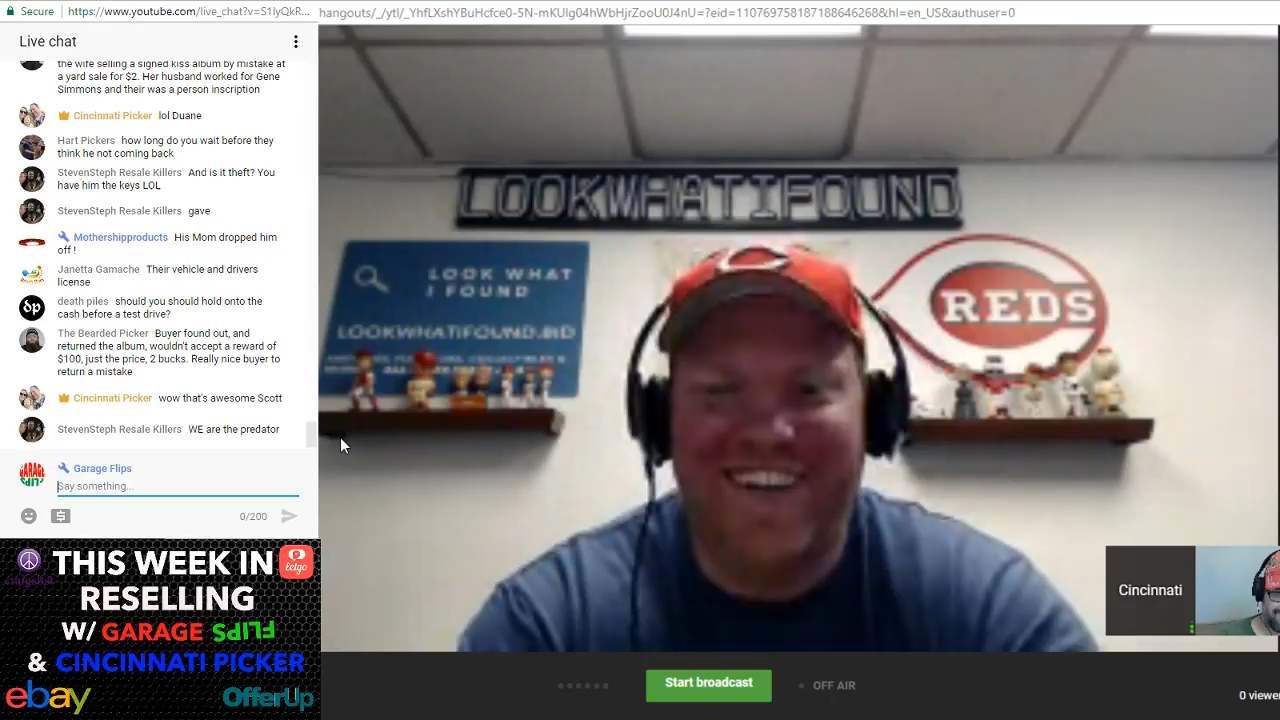 Secure
https://www.youtube.com/live_chat?v=S1IyQkR...
hangouts/_/ytl/_YhfLXshYBuHcfce0-5N-mKUIg04hWbHjrZooU0J4nU=?eid=110769758187188646268&hl=en_US&authuser=0
Live chat
the wife selling a signed kiss album by mistake at
a yard sale for $2. Her husband worked for Gene
Simmons and their was a person inscription
Cincinnati Picker lol Duane
Hart Pickers how long do you wait before they
think he not coming back
StevenSteph Resale Killers And is it theft? You
have him the keys LOL
StevenSteph Resale Killers gave
Mothershipproducts His Mom dropped him
off !
Janetta Gamache Their vehicle and drivers
license
death piles should you should hold onto the
cash before a test drive?
The Bearded Picker Buyer found out, and
returned the album, wouldn't accept a reward of
$100, just the price, 2 bucks. Really nice buyer to
return a mistake
Cincinnati Picker wow that's awesome Scott
StevenSteph Resale Killers WE are the predator
Garage Flips
Say something...
0/200
dp
GARAGE
FLIPS
THIS WEEK IN
RESELLING
W/ GARAGE FLIPS
& CINCINNATI PICKER
craigslist
letgo
ebay
OfferUp
LOOKWHATIFOUND
LOOK WHAT
I FOUND
LOOKWHATIFOUND.BID
REDS
Cincinnati
Start broadcast
OFF AIR
0 viewe